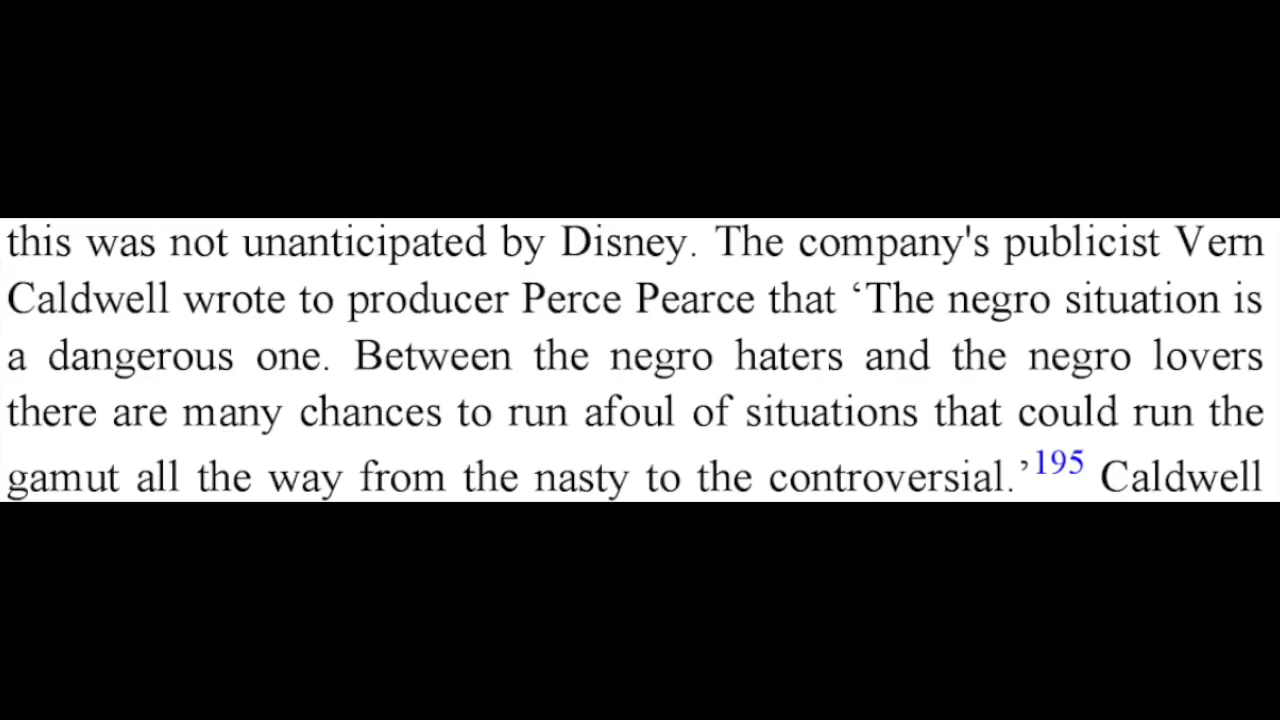 this was not unanticipated by Disney. The company's publicist Vern
Caldwell wrote to producer Perce Pearce that ‘The negro situation is
a dangerous one. Between the negro haters and the negro lovers
there are many chances to run afoul of situations that could run the
gamut all the way from the nasty to the controversial.’195 Caldwell